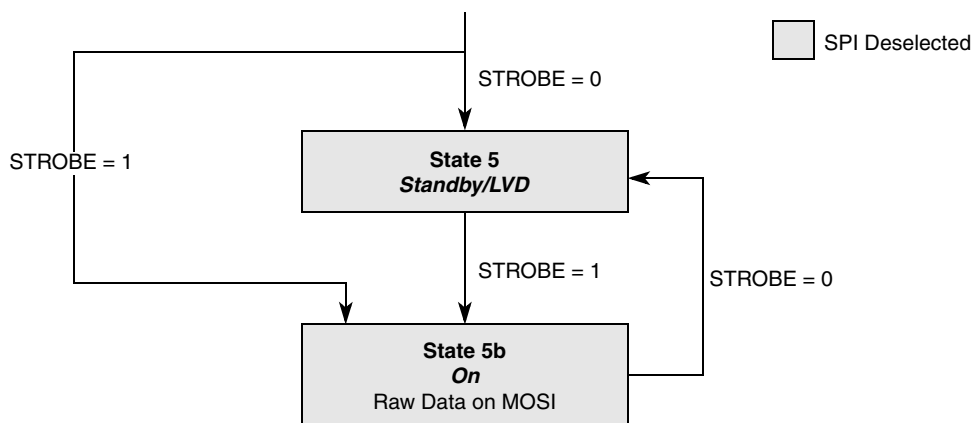 SPI Deselected
STROBE = 0
STROBE = 1
State 5
Standby/LVD
STROBE = 1
STROBE = 0
State 5b
On
Raw Data on MOSI